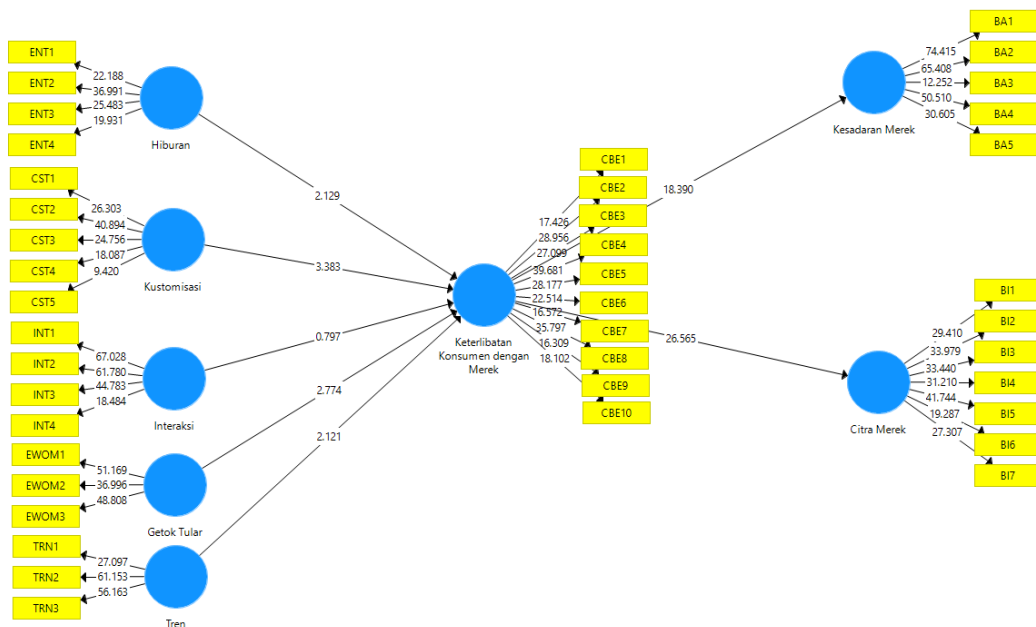 ENT1
ENT2
ENT3
ENT4
22.188
36.991
25.483
19.931
Hiburan
CST1
CST2
CST3
CST4
CST5
26.303
40.894
24.756
18.087
9.420
Kustomisasi
INT1
INT2
INT3
INT4
67.028
61.780
44.783
18.484
Interaksi
EWOM1
EWOM2
EWOM3
51.169
36.996
48.808
Getok Tular
TRN1
TRN2
TRN3
27.097
61.153
56.163
Tren
2.129
3.383
0.797
2.774
2.121
Keterlibatan
Konsumen dengan
Merek
17.426
28.956
27.099
39.681
28.177
22.514
16.572
35.797
16.309
18.102
CBE1
CBE2
CBE3
CBE4
CBE5
CBE6
CBE7
CBE8
CBE9
CBE10
18.390
26.565
Kesadaran Merek
74.415
65.408
12.252
50.510
30.605
BA1
BA2
BA3
BA4
BA5
Citra Merek
29.410
33.979
33.440
31.210
41.744
19.287
27.307
BI1
BI2
BI3
BI4
BI5
BI6
BI7